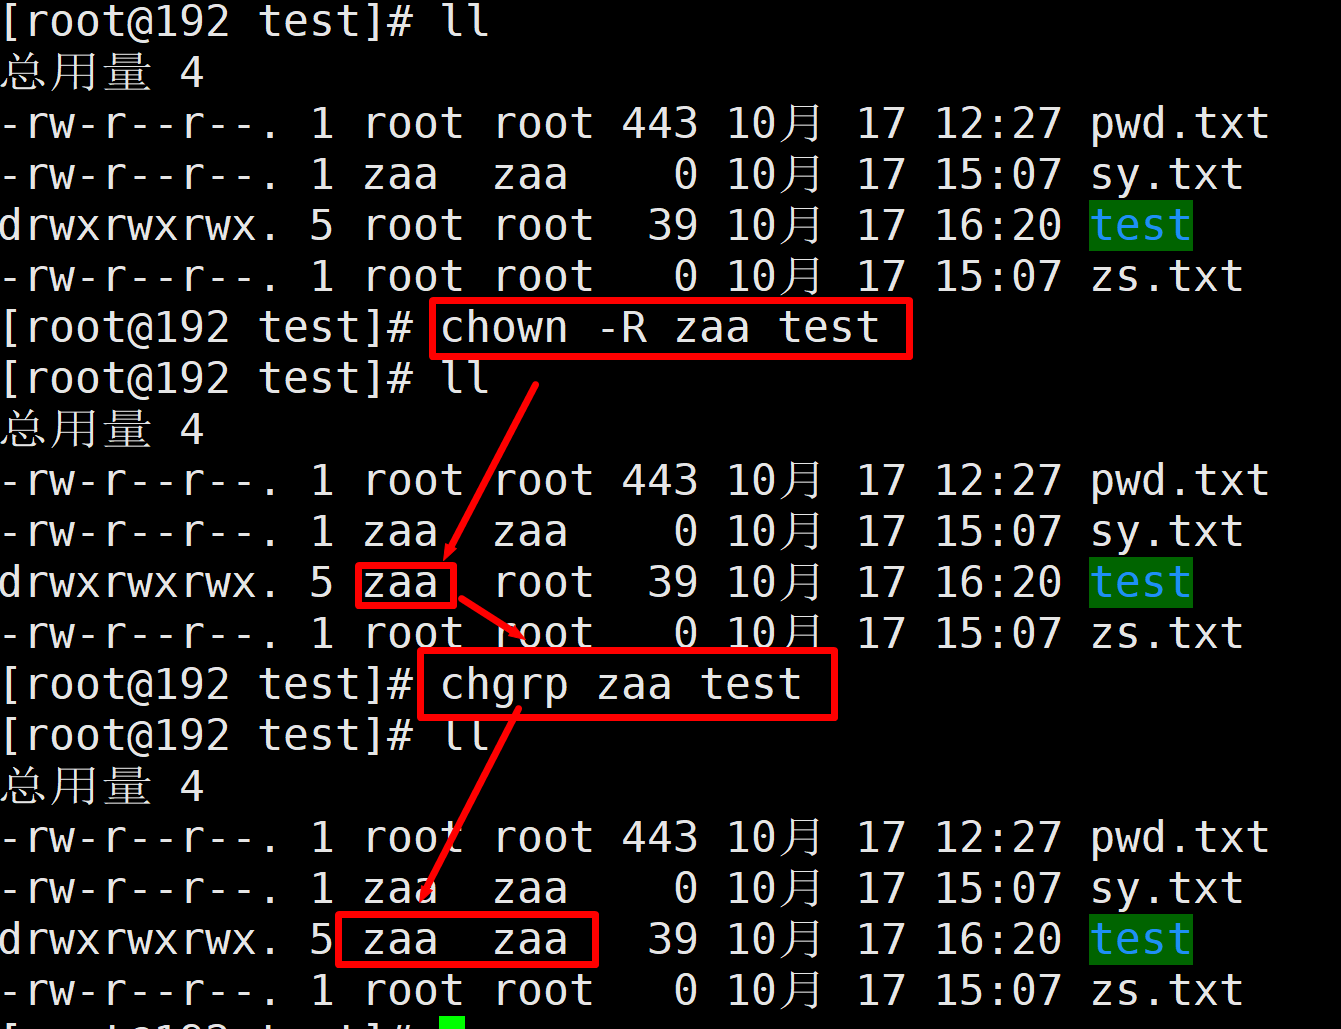 [root@192 test]# ll
总用量 4
-rw-r--r--. 1 root root 443 10月 17 12:27 pwd.txt
-rw-r--r--. 1 zaa  zaa    0 10月 17 15:07 sy.txt
drwxrwxrwx. 5 root root  39 10月 17 16:20 test
-rw-r--r--. 1 root root   0 10月 17 15:07 zs.txt
[root@192 test]# chown -R zaa test
[root@192 test]# ll
总用量 4
-rw-r--r--. 1 root root 443 10月 17 12:27 pwd.txt
-rw-r--r--. 1 zaa  zaa    0 10月 17 15:07 sy.txt
drwxrwxrwx. 5 zaa  root  39 10月 17 16:20 test
-rw-r--r--. 1 root root   0 10月 17 15:07 zs.txt
[root@192 test]# chgrp zaa test
[root@192 test]# ll
总用量 4
-rw-r--r--. 1 root root 443 10月 17 12:27 pwd.txt
-rw-r--r--. 1 zaa  zaa    0 10月 17 15:07 sy.txt
drwxrwxrwx. 5 zaa  zaa   39 10月 17 16:20 test
-rw-r--r--. 1 root root   0 10月 17 15:07 zs.txt
[root@192 test]#